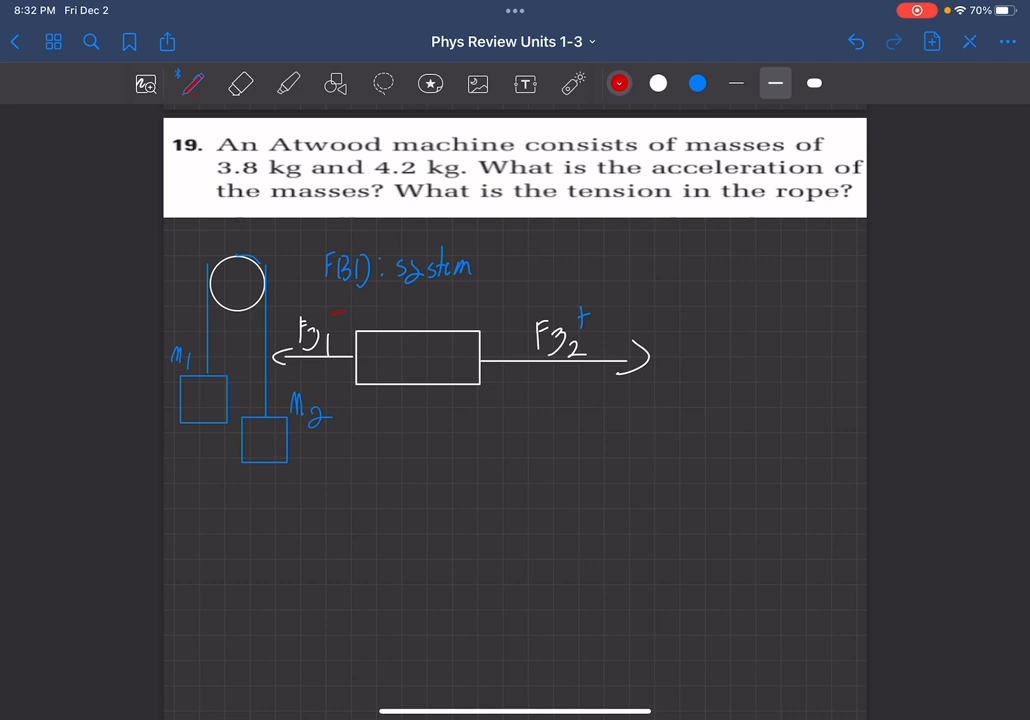 8:32 PM Fri Dec 2
70%
Phys Review Units 1-3
T
19. An Atwood machine consists of masses of
3.8 kg and 4.2 kg. What is the acceleration of
the masses? What is the tension in the rope?
FBD: system
Fg1 -
Fg2 +
M1
M2